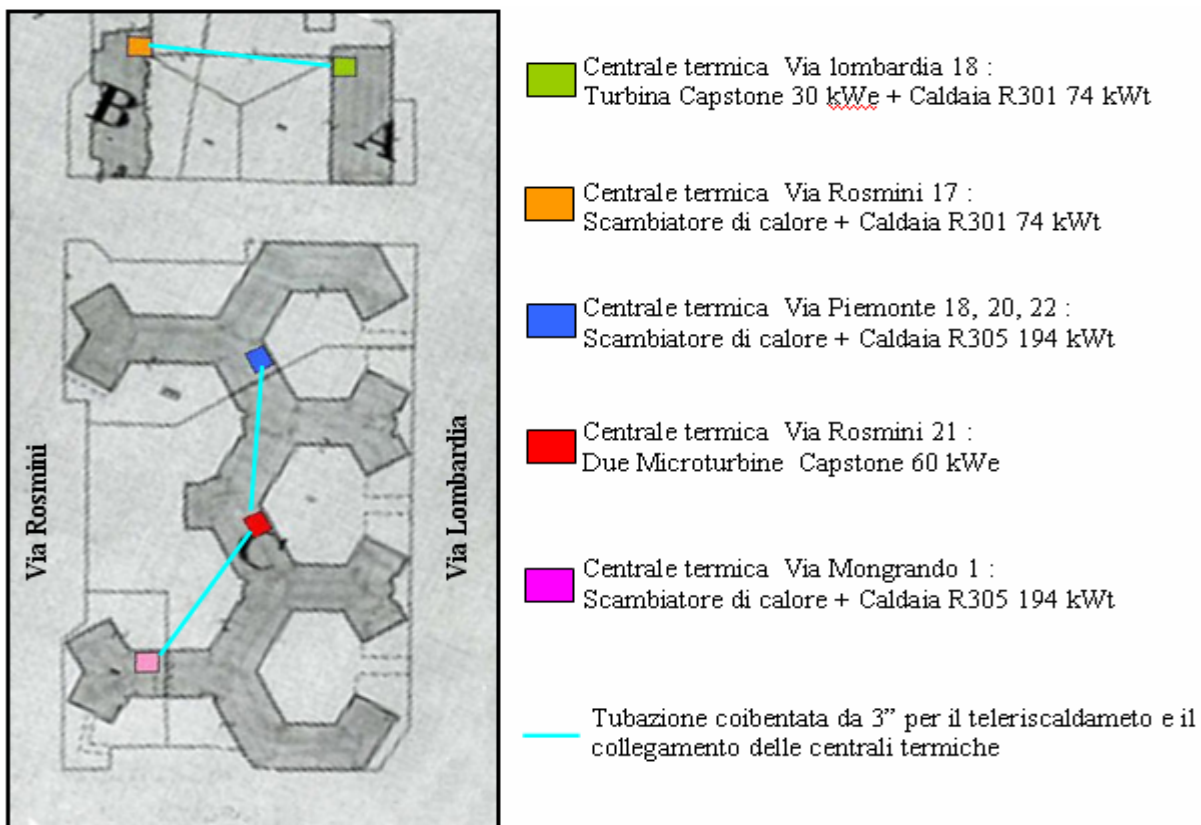 B
A
C
Via Rosmini
Via Lombardia
Centrale termica Via lombardia 18 :
Turbina Capstone 30 kWe + Caldaia R301 74 kWt
Centrale termica Via Rosmini 17 :
Scambiatore di calore + Caldaia R301 74 kWt
Centrale termica Via Piemonte 18, 20, 22 :
Scambiatore di calore + Caldaia R305 194 kWt
Centrale termica Via Rosmini 21 :
Due Microturbine Capstone 60 kWe
Centrale termica Via Mongrando 1 :
Scambiatore di calore + Caldaia R305 194 kWt
Tubazione coibentata da 3” per il teleriscaldameto e il
collegamento delle centrali termiche